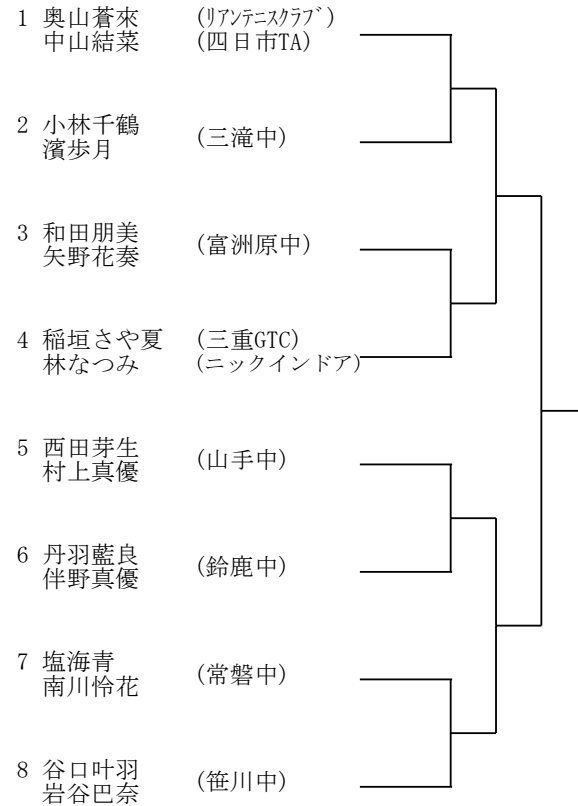 1 奥山蒼來 (ﾘｱﾝﾃﾆｽｸﾗﾌﾞ)
中山結菜 (四日市TA)
2 小林千鶴
濱歩月 (三滝中)
3 和田朋美
矢野花奏 (富洲原中)
4 稲垣さや夏 (三重GTC)
林なつみ (ニックインドア)
5 西田芽生
村上真優 (山手中)
6 丹羽藍良
伴野真優 (鈴鹿中)
7 塩海青
南川怜花 (常磐中)
8 谷口叶羽
岩谷巴奈 (笹川中)